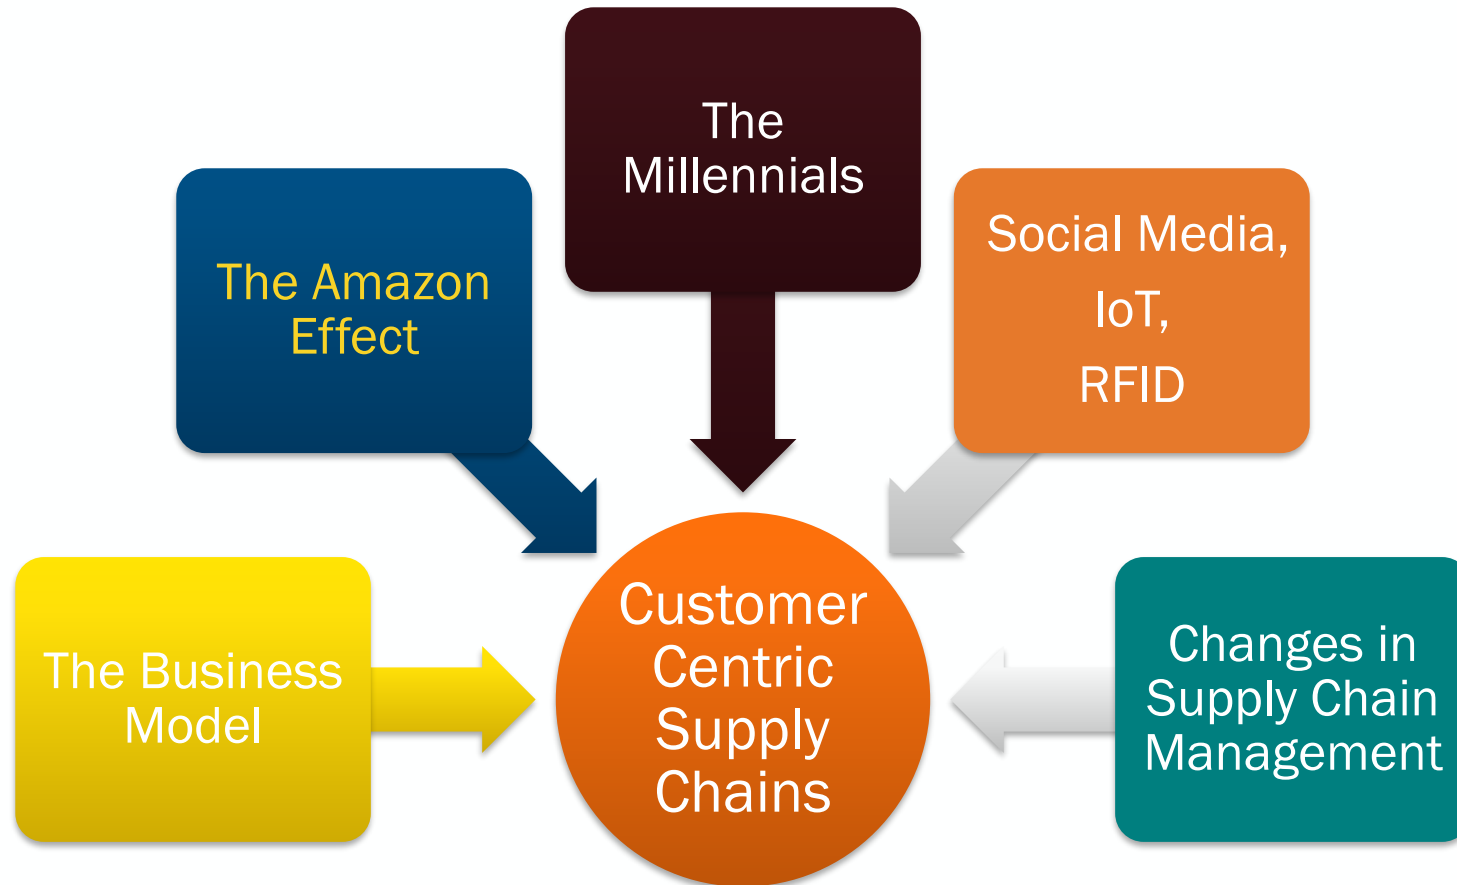 The
Millennials
The Amazon
Effect
Social Media,
IoT,
RFID
The Business
Model
Customer
Centric
Supply
Chains
Changes in
Supply Chain
Management